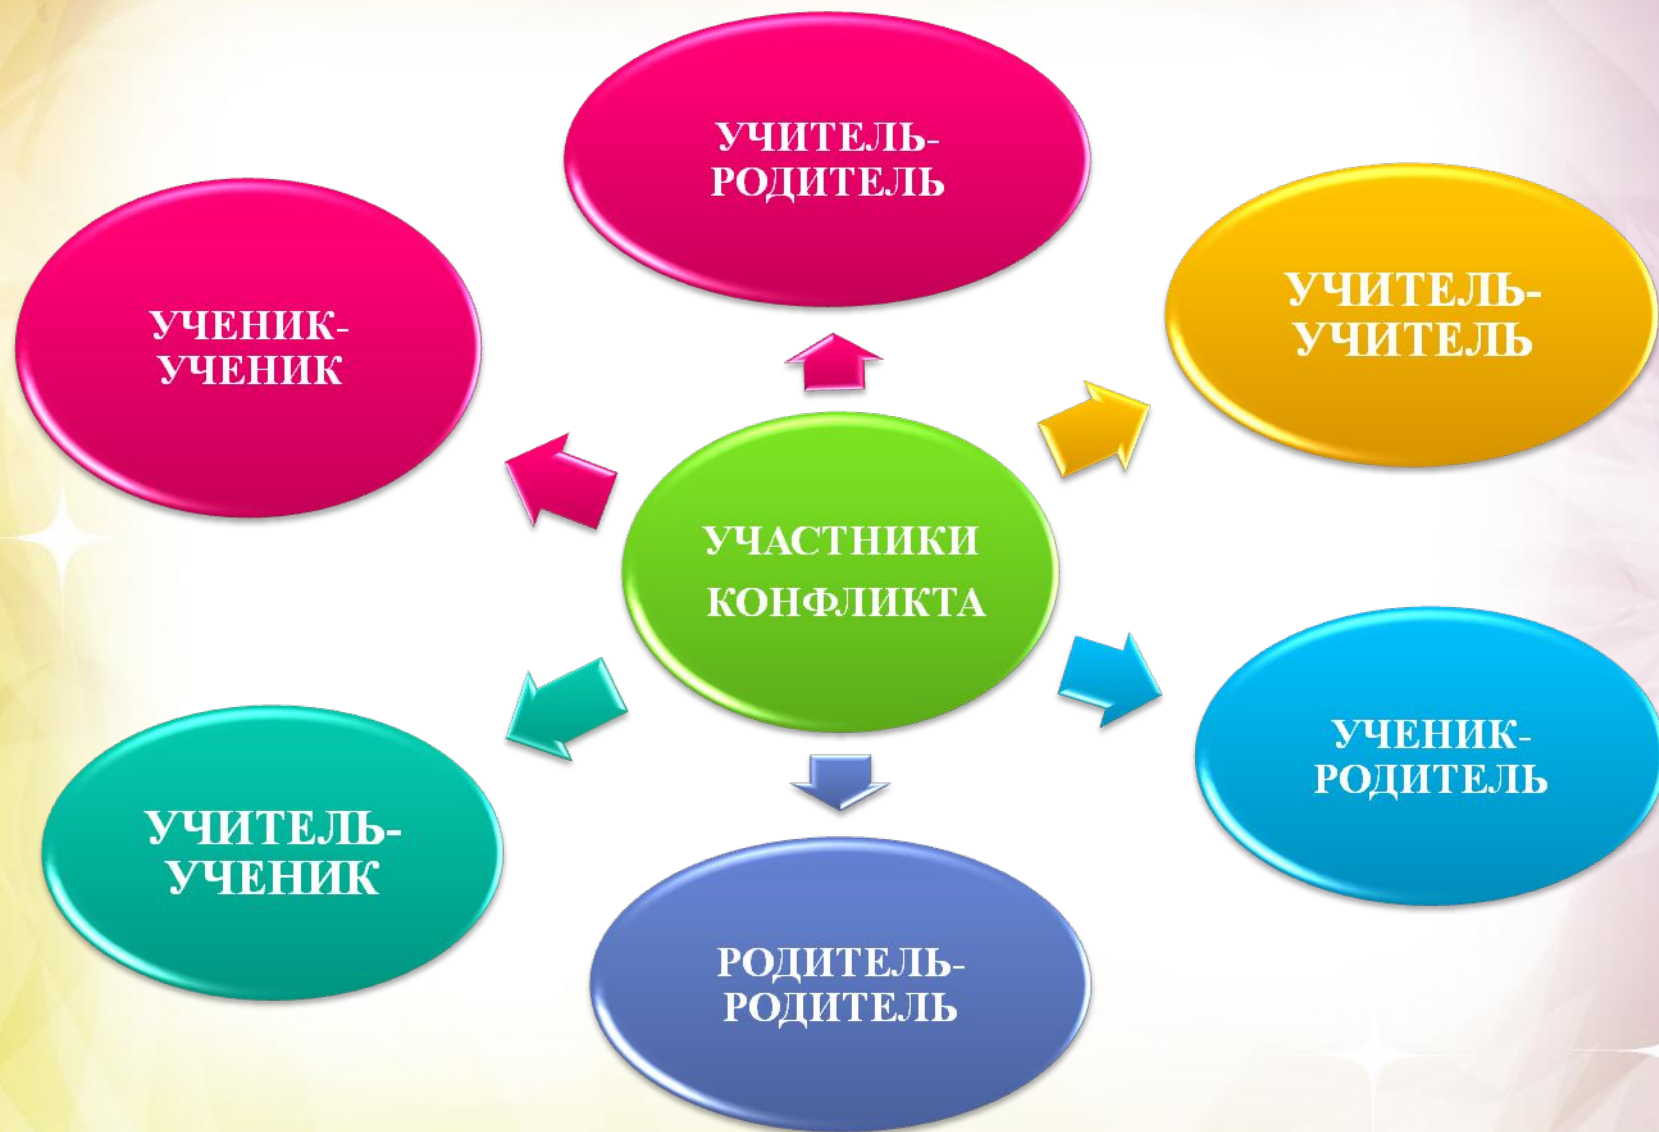 УЧИТЕЛЬ-
РОДИТЕЛЬ
УЧИТЕЛЬ-
УЧИТЕЛЬ
УЧЕНИК-
УЧЕНИК
УЧАСТНИКИ
КОНФЛИКТА
УЧЕНИК-
РОДИТЕЛЬ
УЧИТЕЛЬ-
УЧЕНИК
РОДИТЕЛЬ-
РОДИТЕЛЬ